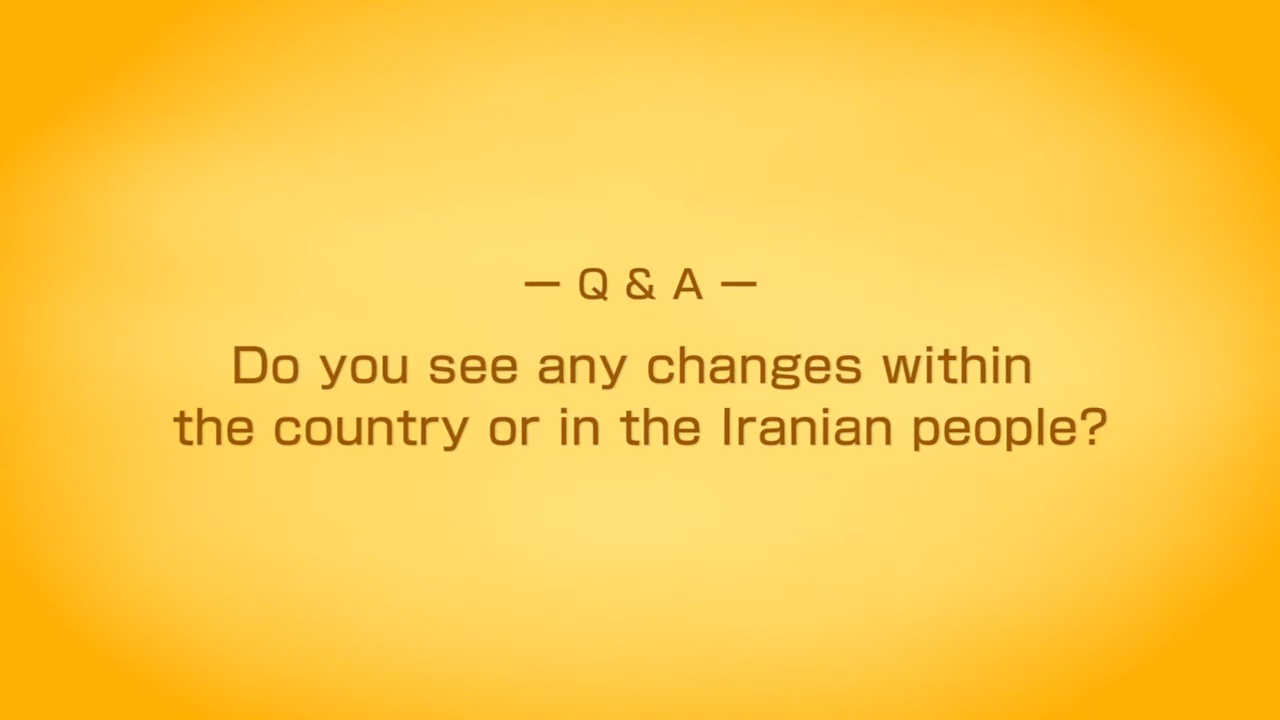 — Q & A —
Do you see any changes within
the country or in the Iranian people?